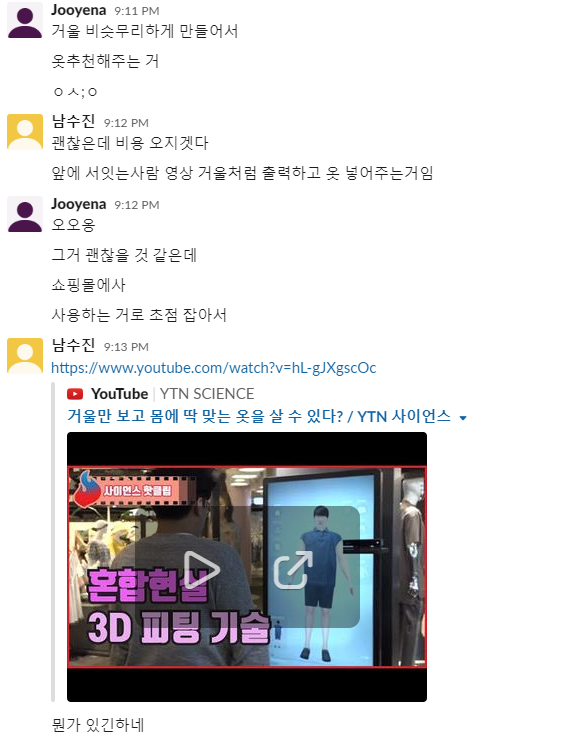 Jooyena 9:11 PM
거울 비슷무리하게 만들어서
옷추천해주는 거
ㅇㅅ;ㅇ
남수진 9:12 PM
괜찮은데 비용 오지겟다
앞에 서잇는사람 영상 거울처럼 출력하고 옷 넣어주는거임
Jooyena 9:12 PM
오오옹
그거 괜찮을 것 같은데
쇼핑몰에사
사용하는 거로 초점 잡아서
남수진 9:13 PM
https://www.youtube.com/watch?v=hL-gJXgscOc
YouTube | YTN SCIENCE
거울만 보고 몸에 딱 맞는 옷을 살 수 있다? / YTN 사이언스
사이언스 핫클립
혼합현실
3D 피팅 기술
뭔가 있긴하네